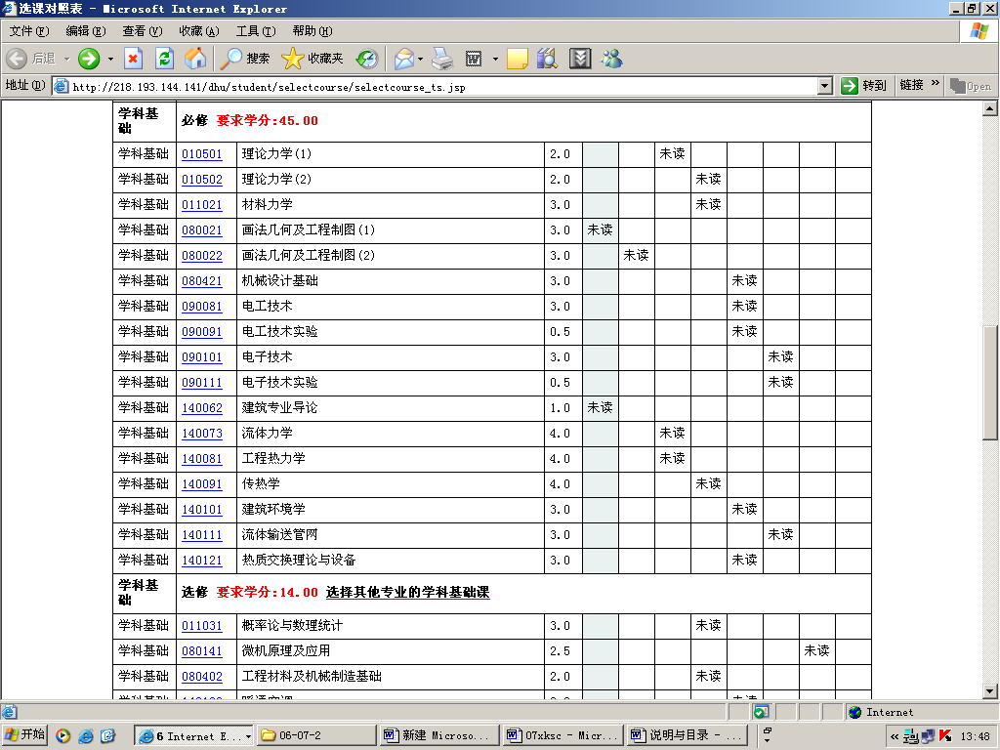 选课对照表 - Microsoft Internet Explorer
文件(F) 编辑(E) 查看(V) 收藏(A) 工具(T) 帮助(H)
后退 搜索 收藏夹
地址(D) http://218.193.144.141/dhu/student/selectcourse/selectcourse_ts.jsp 转到 链接 » Open
学科基础 必修 要求学分:45.00
学科基础 010501 理论力学(1) 2.0 未读
学科基础 010502 理论力学(2) 2.0 未读
学科基础 011021 材料力学 3.0 未读
学科基础 080021 画法几何及工程制图(1) 3.0 未读
学科基础 080022 画法几何及工程制图(2) 3.0 未读
学科基础 080421 机械设计基础 3.0 未读
学科基础 090081 电工技术 3.0 未读
学科基础 090091 电工技术实验 0.5 未读
学科基础 090101 电子技术 3.0 未读
学科基础 090111 电子技术实验 0.5 未读
学科基础 140062 建筑专业导论 1.0 未读
学科基础 140073 流体力学 4.0 未读
学科基础 140081 工程热力学 4.0 未读
学科基础 140091 传热学 4.0 未读
学科基础 140101 建筑环境学 3.0 未读
学科基础 140111 流体输送管网 3.0 未读
学科基础 140121 热质交换理论与设备 3.0 未读
学科基础 选修 要求学分:14.00 选择其他专业的学科基础课
学科基础 011031 概率论与数理统计 3.0 未读
学科基础 080141 微机原理及应用 2.5 未读
学科基础 080402 工程材料及机械制造基础 2.0 未读
Internet
开始 6 Internet E... 06-07-2 新建 Microso... 07xksc - Micr... 说明与目录 - ... « 13:48